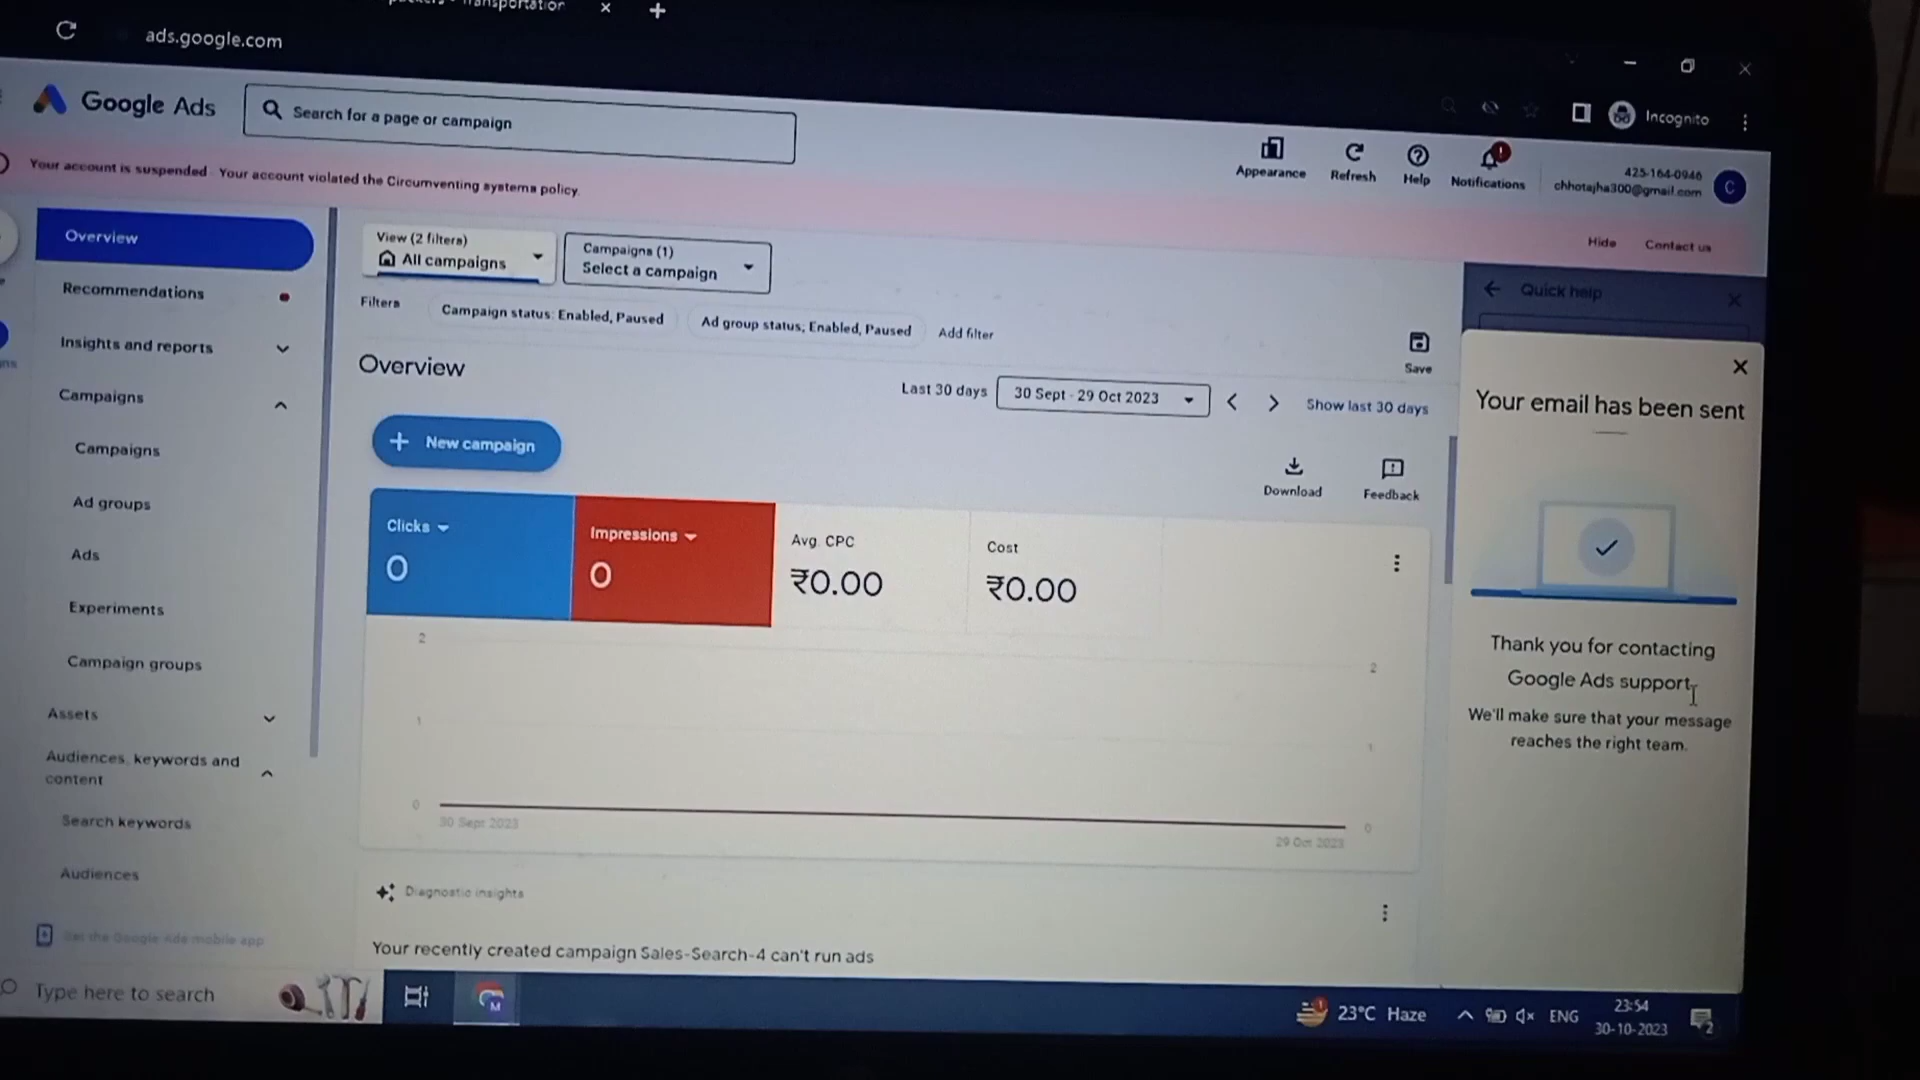 Transportation
ads.google.com
Google Ads
Search for a page or campaign
Incognito
Appearance
Refresh
Help
Notifications
425-164-0946
chhotajha300@gmail.com
C
Your account is suspended Your account violated the Circumventing systems policy.
Hide
Contact us
Overview
Recommendations
Insights and reports
Campaigns
Campaigns
Ad groups
Ads
Experiments
Campaign groups
Assets
Audiences, keywords and
content
Search keywords
Audiences
Get the Google Ads mobile app
View (2 filters)
All campaigns
Campaigns (1)
Select a campaign
Filters
Campaign status: Enabled, Paused
Ad group status; Enabled, Paused
Add filter
Save
Overview
Last 30 days
30 Sept - 29 Oct 2023
Show last 30 days
New campaign
Download
Feedback
Clicks
0
Impressions
0
Avg. CPC
₹0.00
Cost
₹0.00
2
1
0
2
1
0
30 Sept 2023
29 Oct 2023
Diagnostic insights
Your recently created campaign Sales-Search-4 can't run ads
Quick help
Your email has been sent
Thank you for contacting
Google Ads support
We'll make sure that your message
reaches the right team.
Type here to search
M
23°C Haze
ENG
23:54
30-10-2023
2